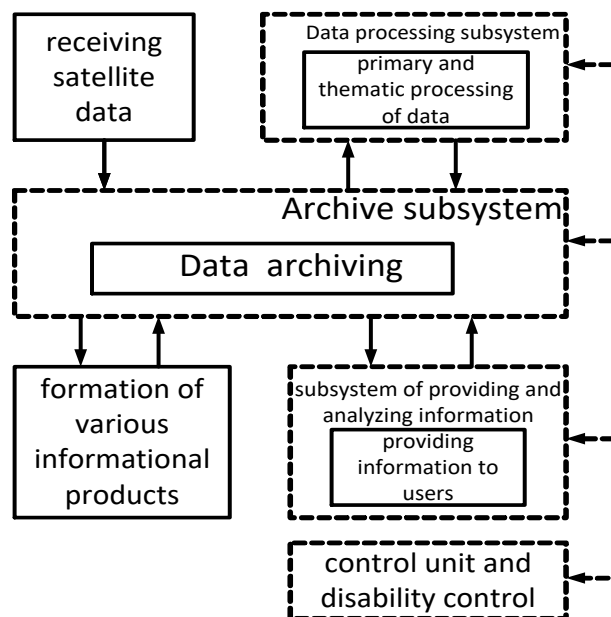 receiving
satellite
data
Data processing subsystem
primary and
thematic processing
of data
Archive subsystem
Data archiving
formation of
various
informational
products
subsystem of providing and
analyzing information
providing
information to
users
control unit and
disability control